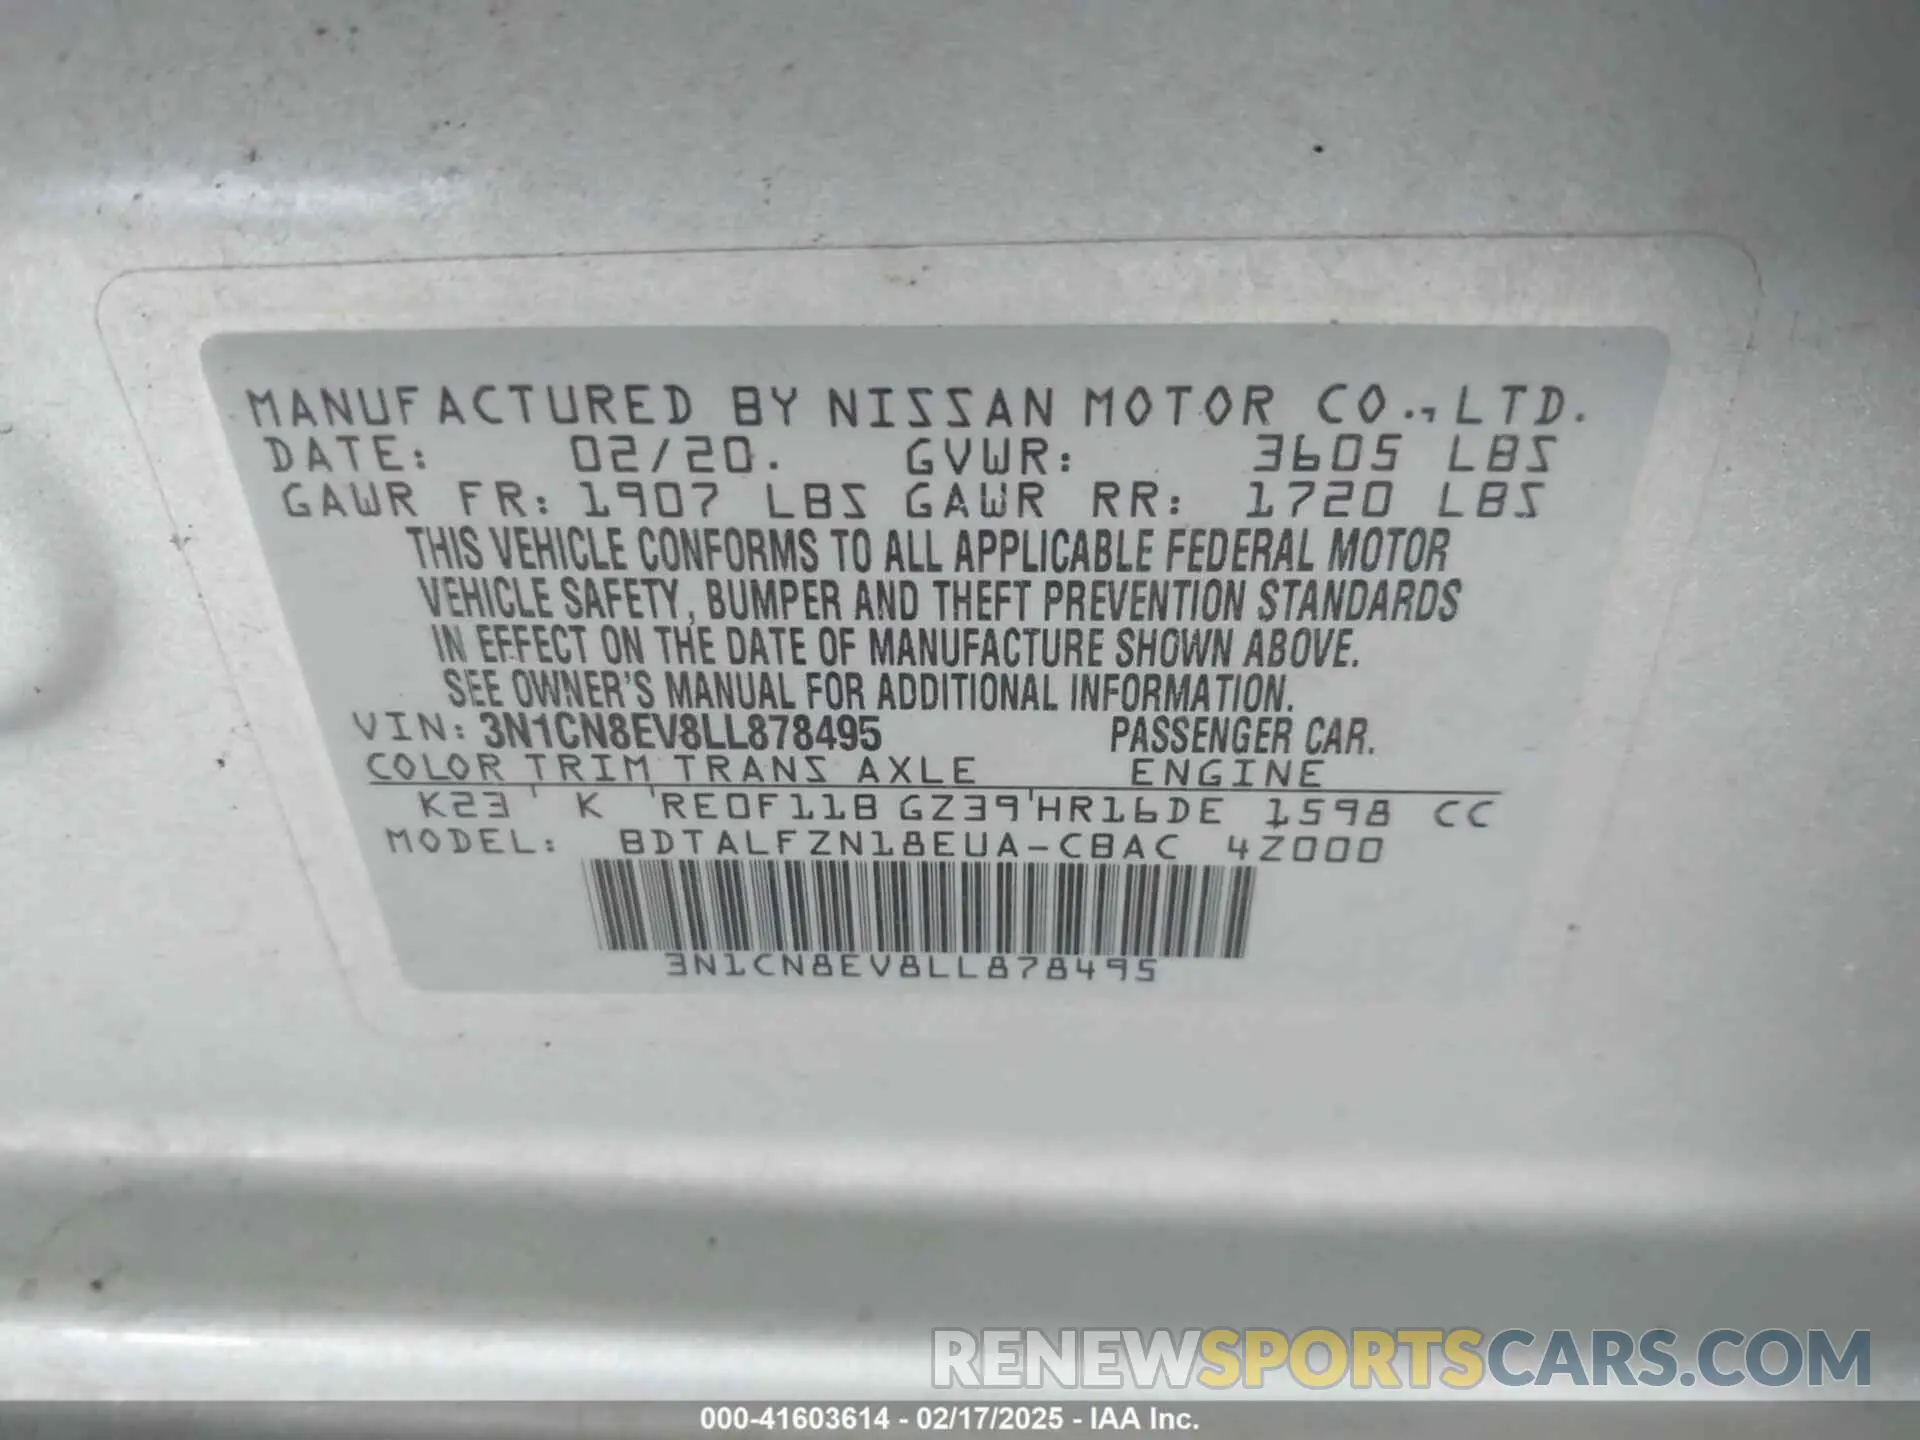 MANUFACTURED BY NISSAN MOTOR CO., LTD.
DATE: 02/20. GVWR: 3605 LBS
GAWR FR: 1907 LBS GAWR RR: 1720 LBS
THIS VEHICLE CONFORMS TO ALL APPLICABLE FEDERAL MOTOR
VEHICLE SAFETY, BUMPER AND THEFT PREVENTION STANDARDS
IN EFFECT ON THE DATE OF MANUFACTURE SHOWN ABOVE.
SEE OWNER'S MANUAL FOR ADDITIONAL INFORMATION.
VIN: 3N1CN8EV8LL878495 PASSENGER CAR.
COLOR TRIM TRANS AXLE ENGINE
K23 K RE0F11B GZ39 HR16DE 1598 CC
MODEL: BDTALFZN18EUA-CBAC 4Z000
3N1CN8EV8LL878495
RENEWSPORTSCARS.COM
000-41603614 - 02/17/2025 - IAA Inc.